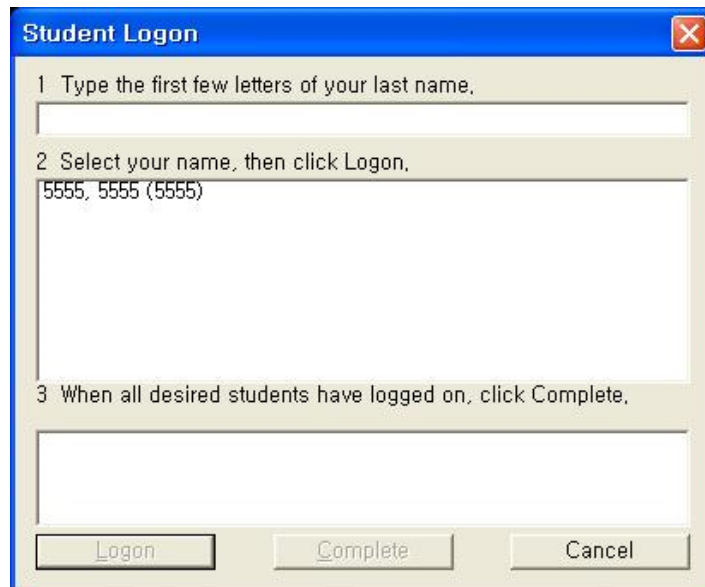 Student Logon
1 Type the first few letters of your last name,
2 Select your name, then click Logon,
5555, 5555 (5555)
3 When all desired students have logged on, click Complete,
Logon Complete Cancel